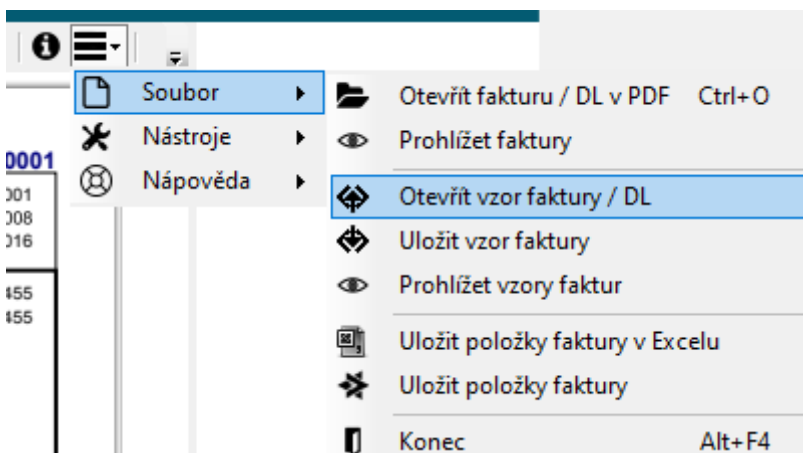 Soubor
Otevřít fakturu / DL v PDF Ctrl+O
Nástroje
Prohlížet faktury
0001
Nápověda
Otevřít vzor faktury / DL
001
008
016
Uložit vzor faktury
Prohlížet vzory faktur
455
455
Uložit položky faktury v Excelu
Uložit položky faktury
Konec Alt+F4